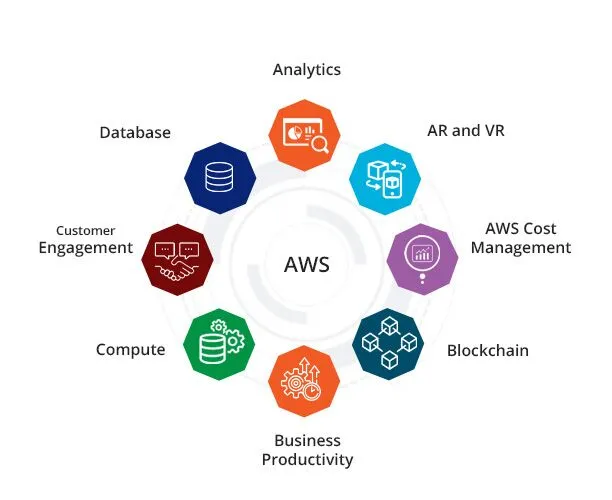 Analytics
Database
AR and VR
Customer
Engagement
AWS
AWS Cost
Management
Compute
Blockchain
Business
Productivity